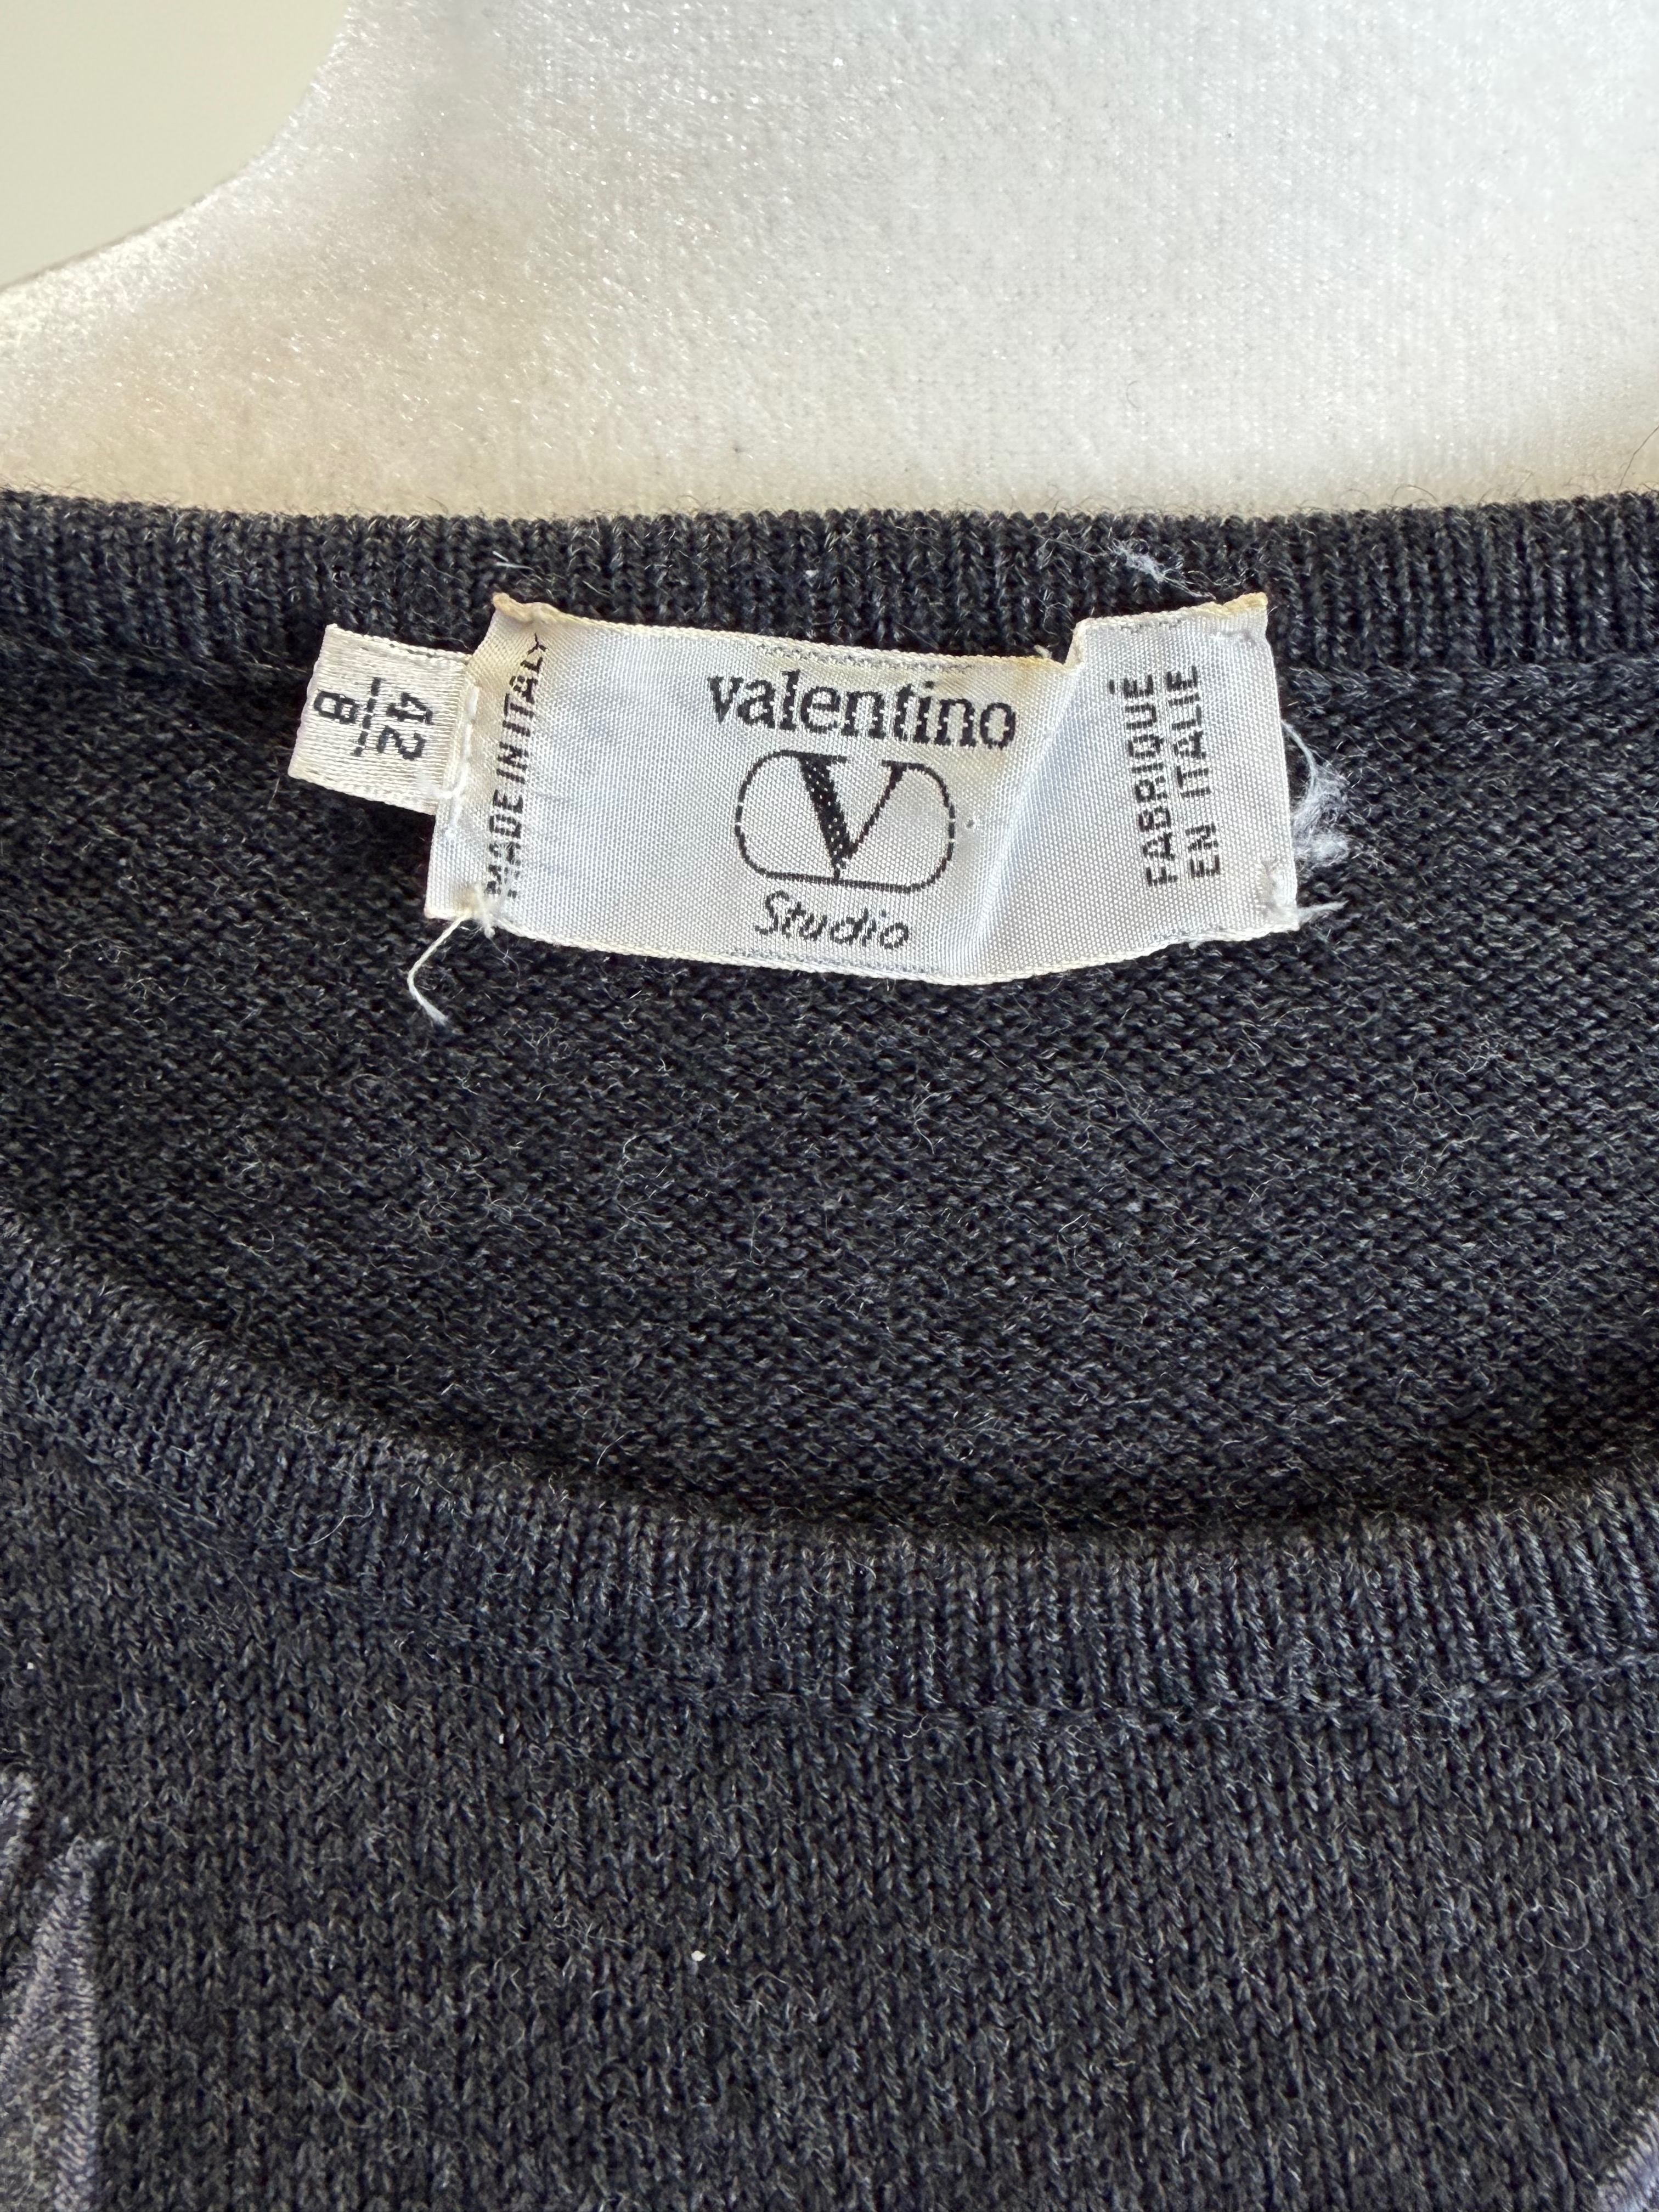 42
8
MADE IN ITALY
valentino
V
Studio
FABRIQUÉ
EN ITALIE